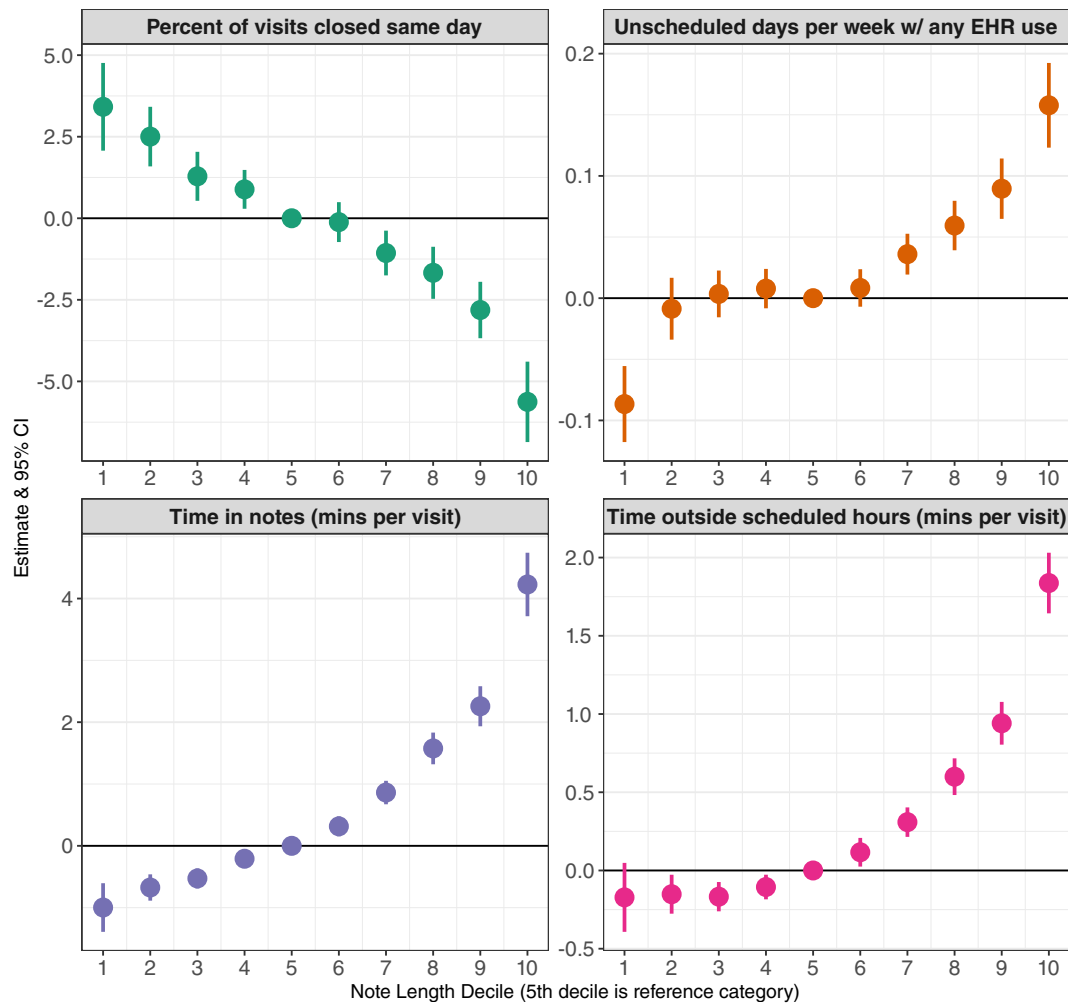 Percent of visits closed same day
5.0
2.5
0.0
-2.5
-5.0
1 2 3 4 5 6 7 8 9 10
Unscheduled days per week w/ any EHR use
0.2
0.1
0.0
-0.1
1 2 3 4 5 6 7 8 9 10
Estimate & 95% CI
Time in notes (mins per visit)
4
2
0
1 2 3 4 5 6 7 8 9 10
Time outside scheduled hours (mins per visit)
2.0
1.5
1.0
0.5
0.0
-0.5
1 2 3 4 5 6 7 8 9 10
Note Length Decile (5th decile is reference category)